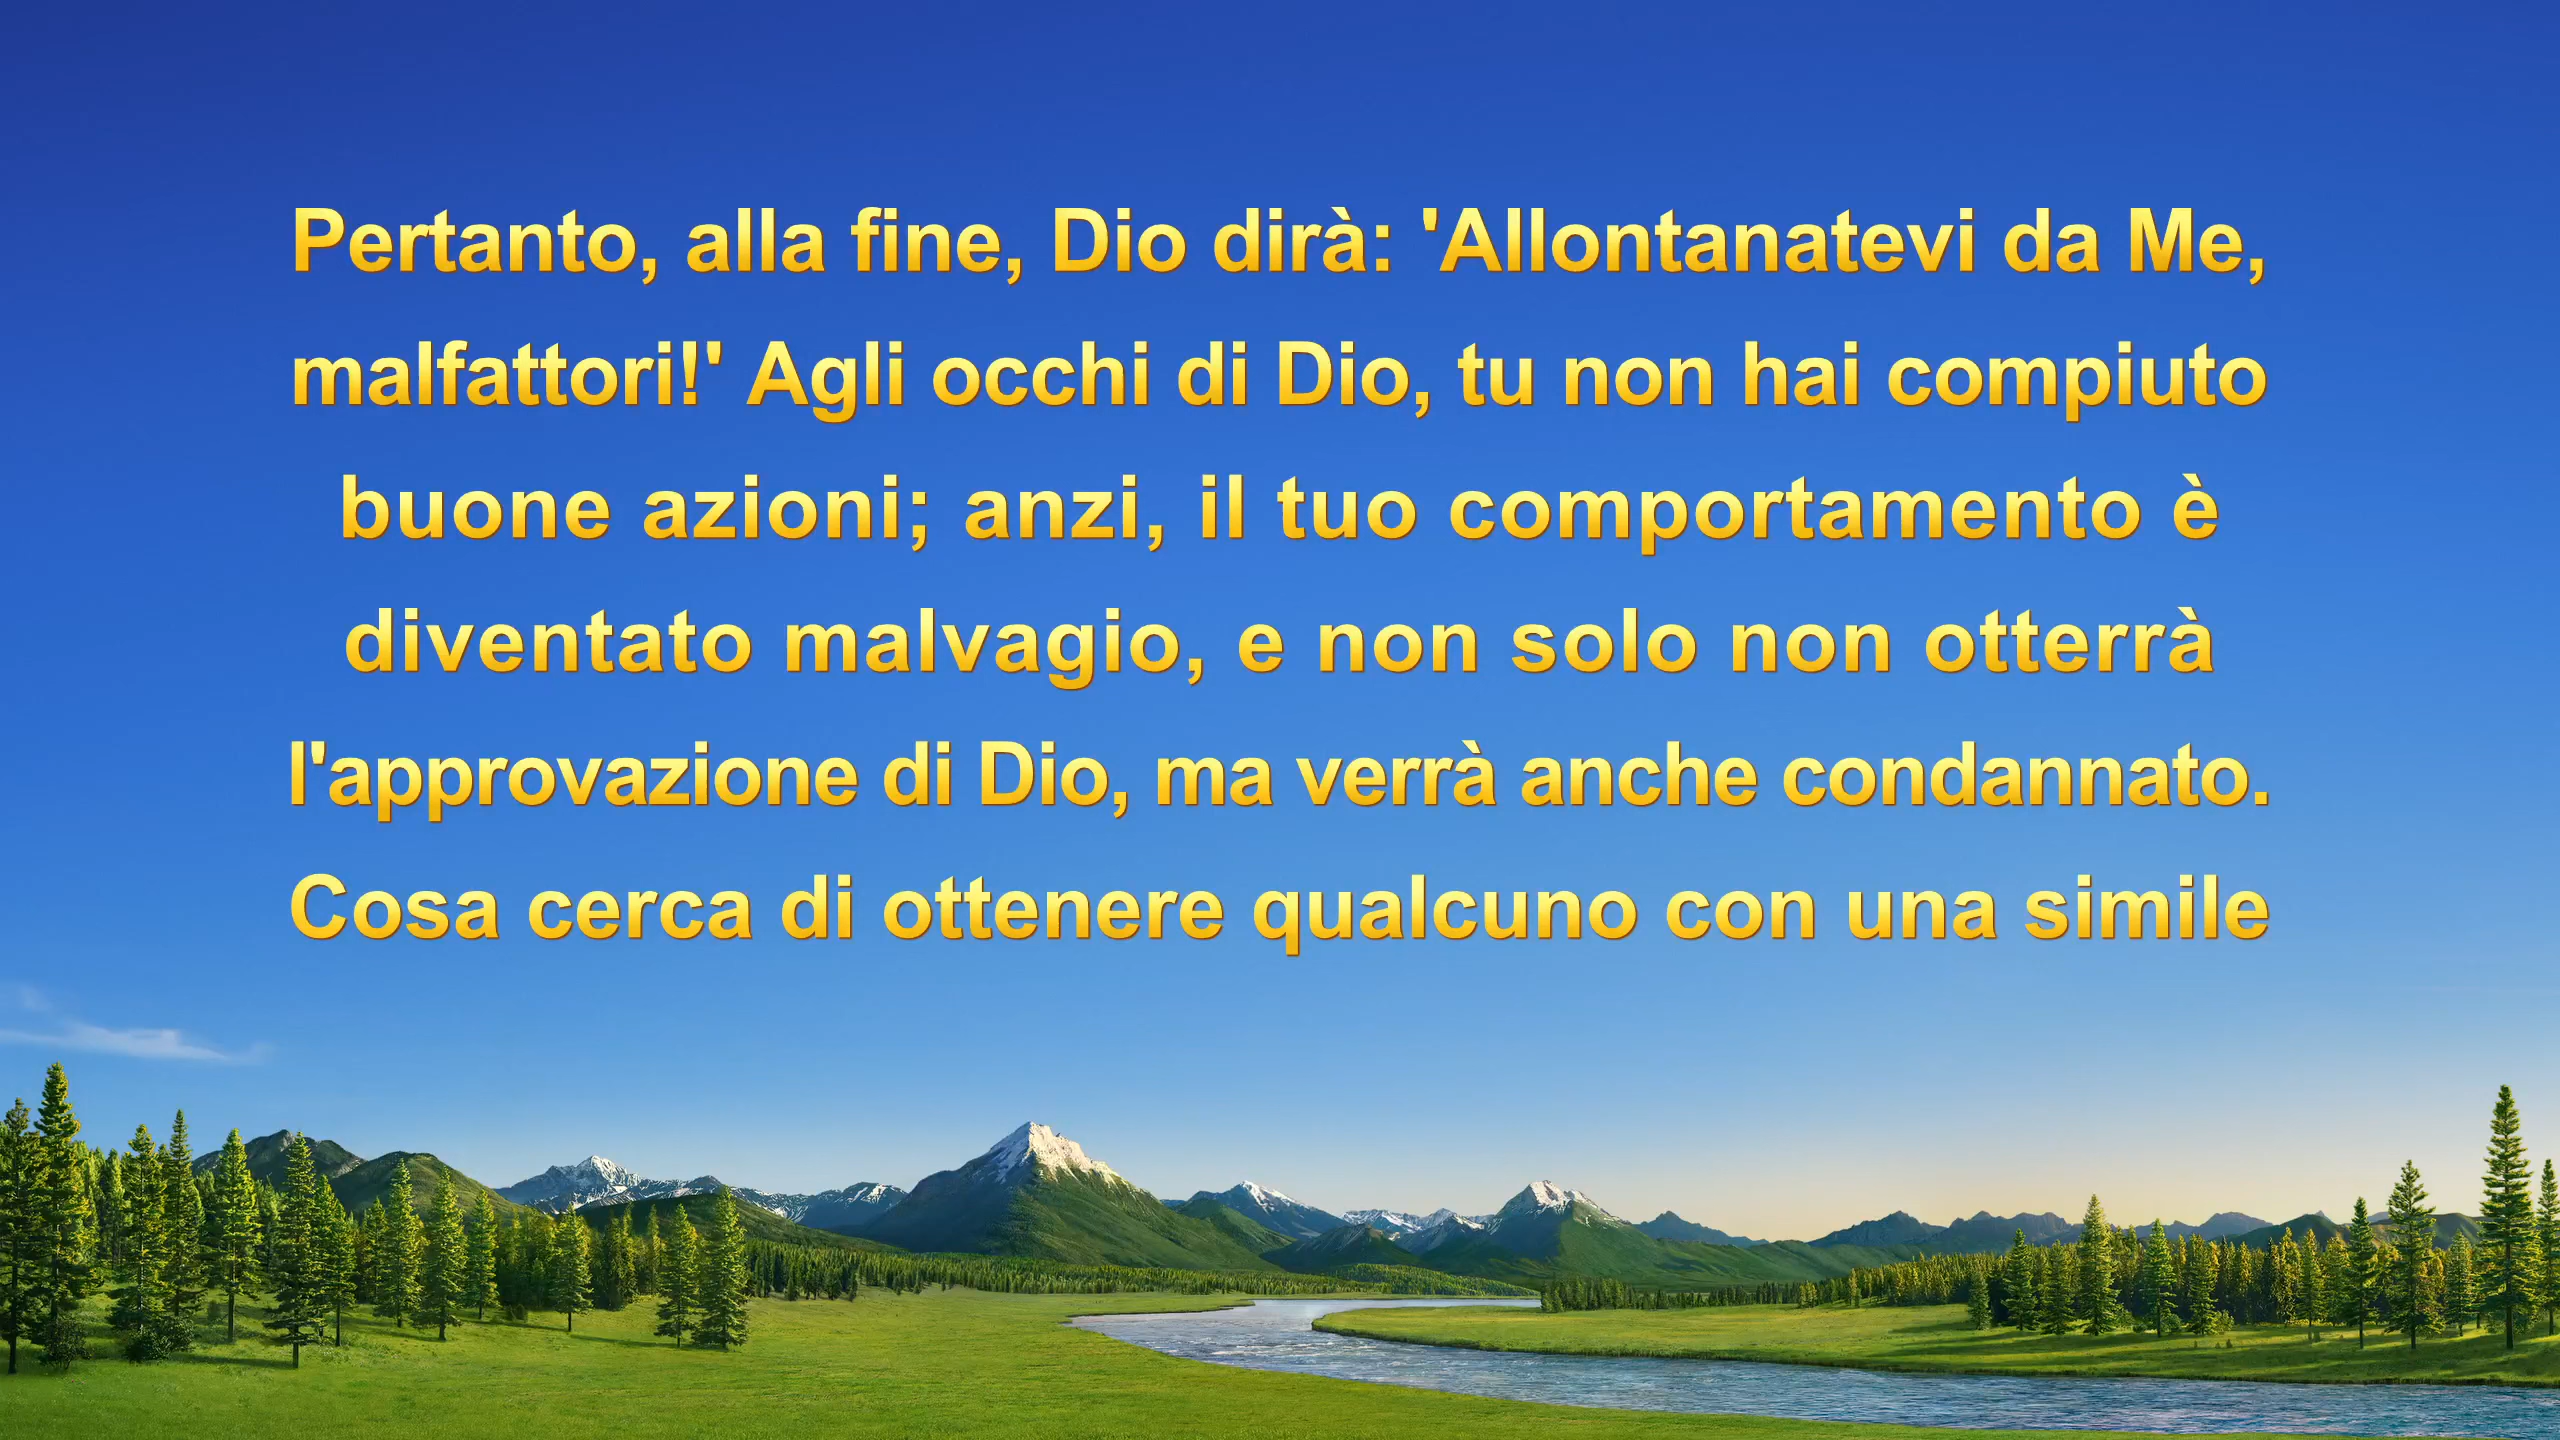 Pertanto, alla fine, Dio dirà: 'Allontanatevi da Me,
malfattori!' Agli occhi di Dio, tu non hai compiuto
buone azioni; anzi, il tuo comportamento è
diventato malvagio, e non solo non otterrà
l'approvazione di Dio, ma verrà anche condannato.
Cosa cerca di ottenere qualcuno con una simile